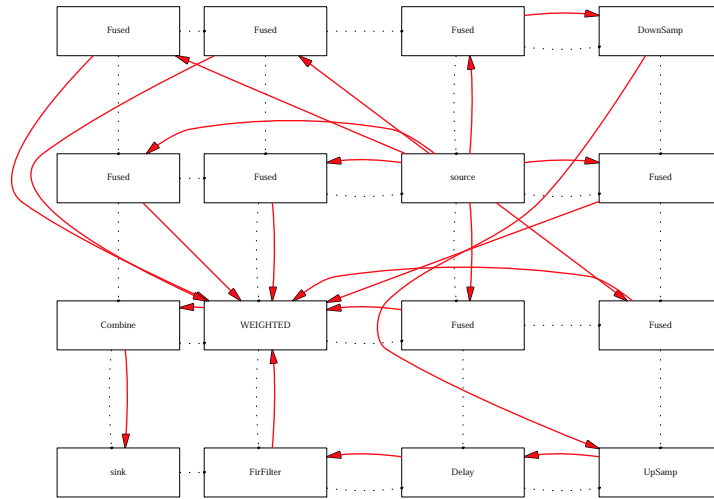 Fused
Fused
Fused
DownSamp
Fused
Fused
source
Fused
Combine
WEIGHTED
Fused
Fused
sink
FirFilter
Delay
UpSamp